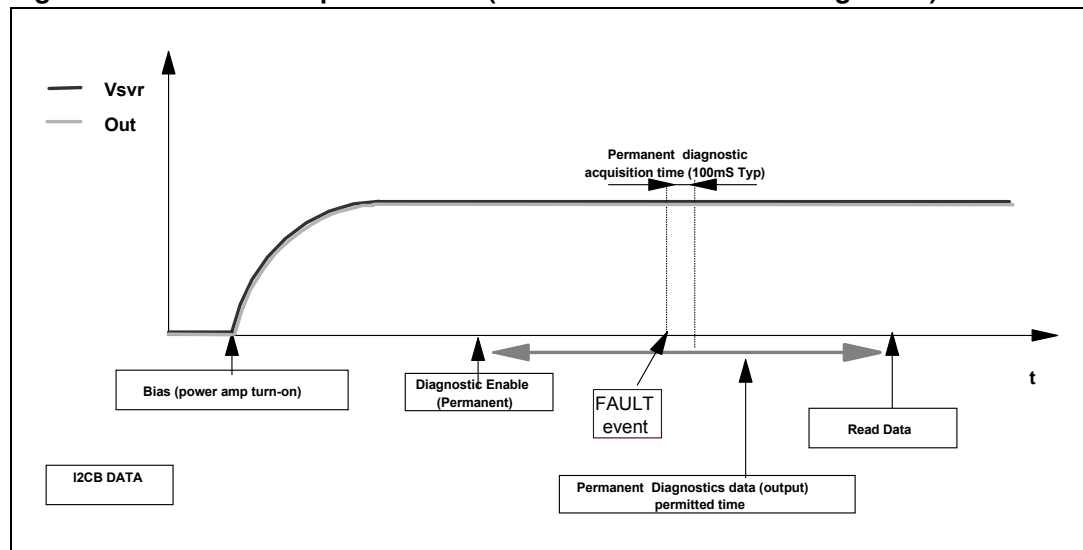 Vsvr
Out
Permanent diagnostic
acquisition time (100mS Typ)
t
Bias (power amp turn-on)
Diagnostic Enable
(Permanent)
FAULT
event
Read Data
I2CB DATA
Permanent Diagnostics data (output)
permitted time